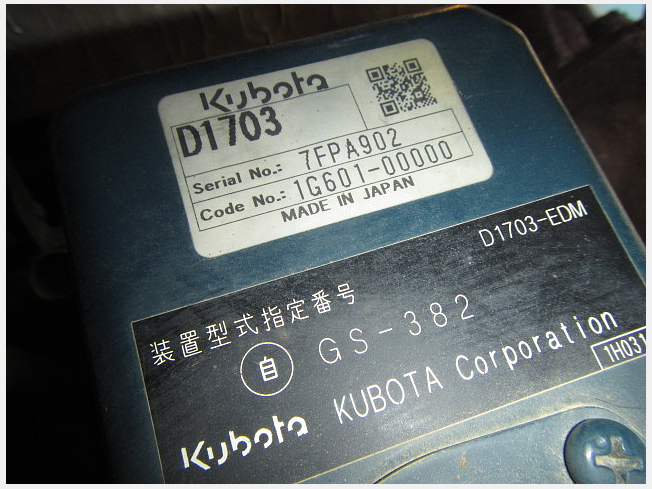 Kubota
D1703
Serial No.: 7FPA902
Code No.: 1G601-00000
MADE IN JAPAN
D1703-EDM
装置型式指定番号
自 GS-382
Kubota KUBOTA Corporation
1H031